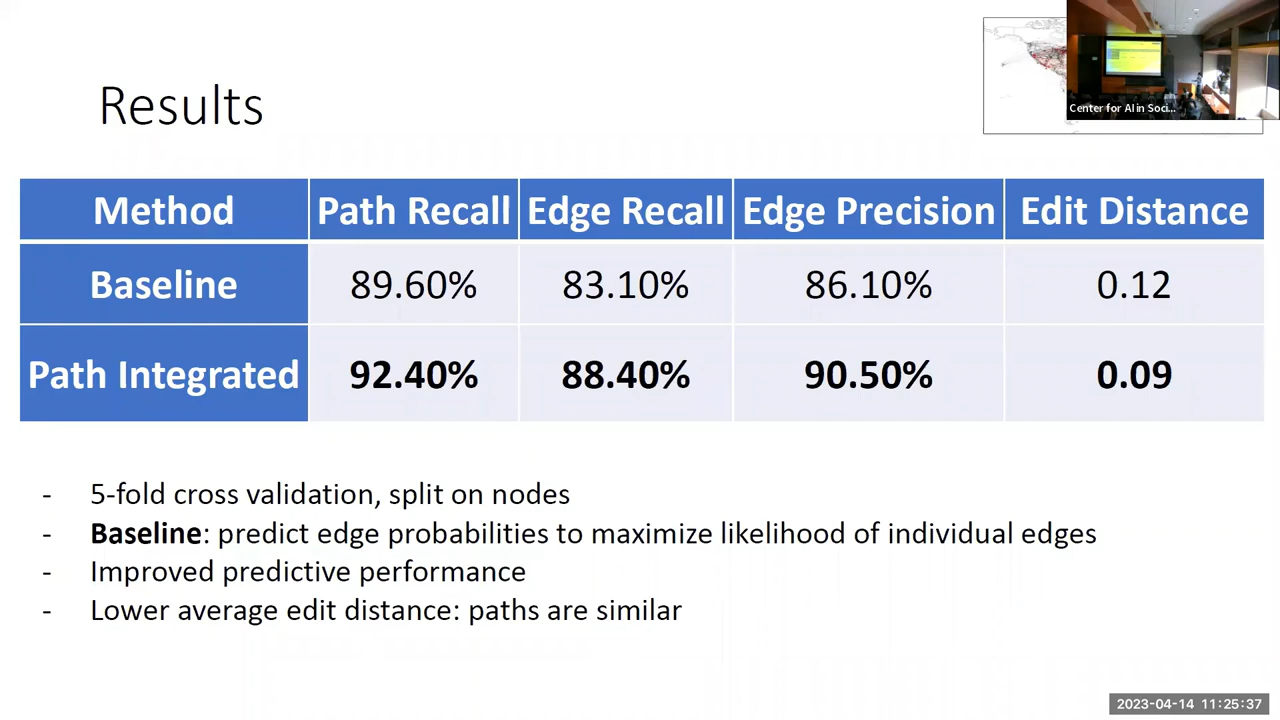 Results
Center for AI in Soci...
Method Path Recall Edge Recall Edge Precision Edit Distance
Baseline 89.60% 83.10% 86.10% 0.12
Path Integrated 92.40% 88.40% 90.50% 0.09
- 5-fold cross validation, split on nodes
- Baseline: predict edge probabilities to maximize likelihood of individual edges
- Improved predictive performance
- Lower average edit distance: paths are similar
2023-04-14 11:25:37